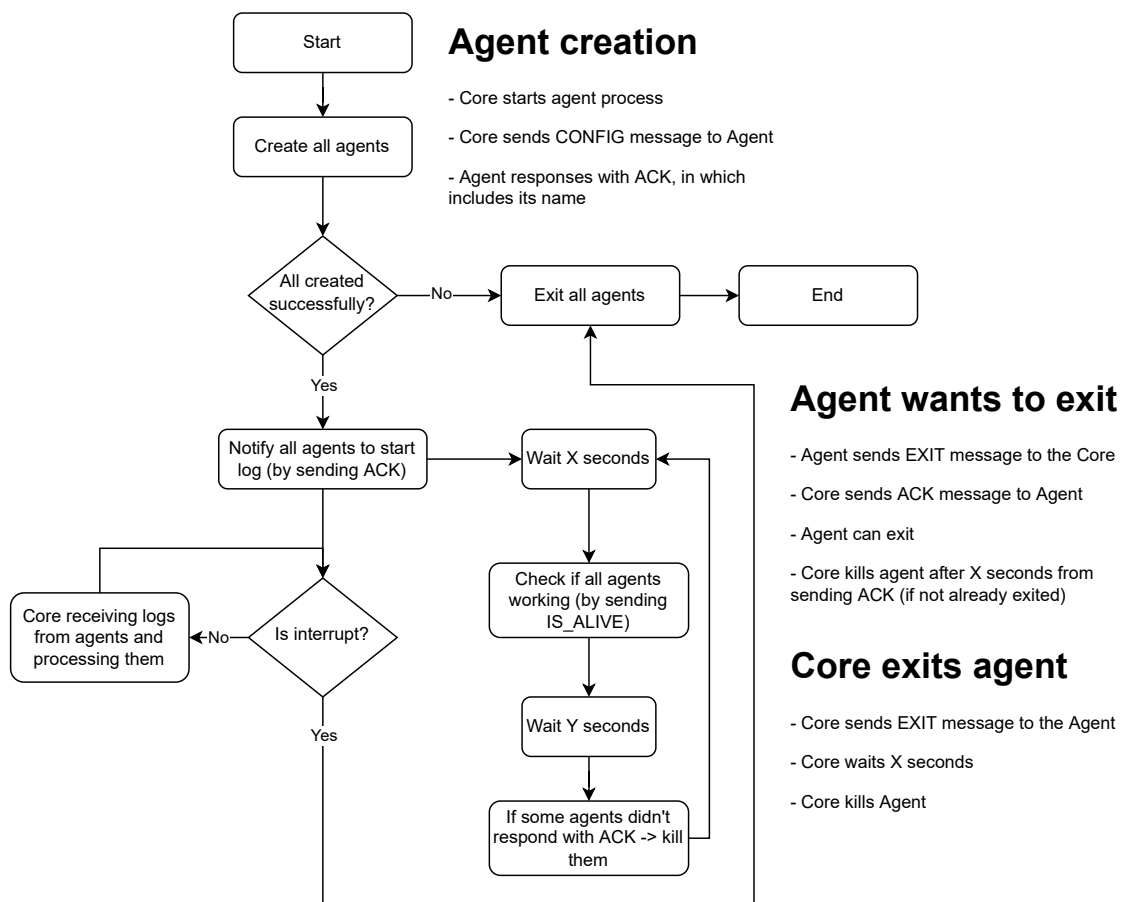 Start
Agent creation
- Core starts agent process
Create all agents
- Core sends CONFIG message to Agent
- Agent responses with ACK, in which
includes its name
All created
successfully?
No
Exit all agents
End
Yes
Agent wants to exit
Notify all agents to start
log (by sending ACK)
Wait X seconds
- Agent sends EXIT message to the Core
- Core sends ACK message to Agent
- Agent can exit
- Core kills agent after X seconds from
sending ACK (if not already exited)
Check if all agents
working (by sending
IS_ALIVE)
Core receiving logs
from agents and
processing them
No
Is interrupt?
Core exits agent
Yes
Wait Y seconds
- Core sends EXIT message to the Agent
- Core waits X seconds
- Core kills Agent
If some agents didn't
respond with ACK -> kill
them